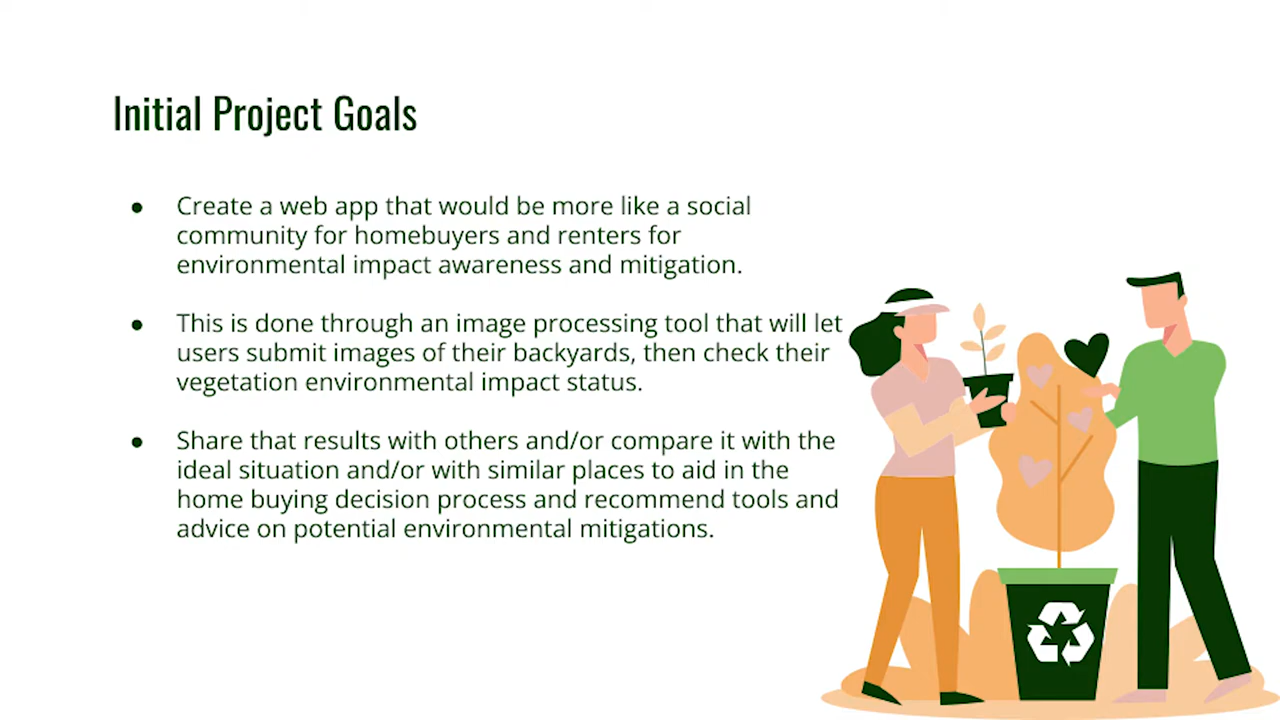 Initial Project Goals
● Create a web app that would be more like a social
community for homebuyers and renters for
environmental impact awareness and mitigation.
● This is done through an image processing tool that will let
users submit images of their backyards, then check their
vegetation environmental impact status.
● Share that results with others and/or compare it with the
ideal situation and/or with similar places to aid in the
home buying decision process and recommend tools and
advice on potential environmental mitigations.